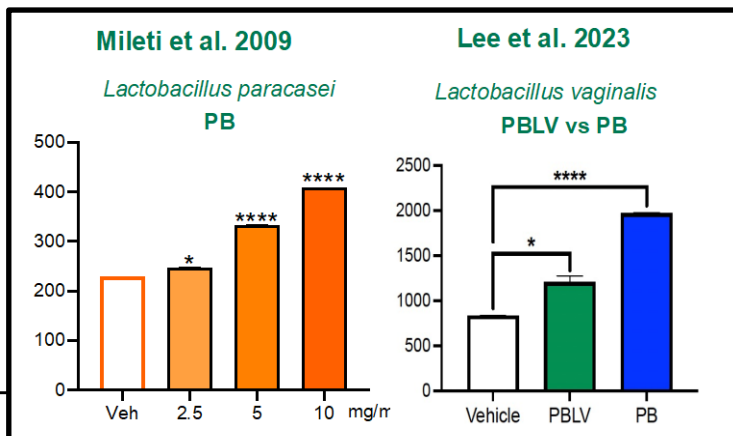 Mileti et al. 2009
Lactobacillus paracasei
PB
500
400
300
200
100
0
*
****
****
Veh 2.5 5 10 mg/m
Lee et al. 2023
Lactobacillus vaginalis
PBLV vs PB
2500
2000
1500
1000
500
0
****
*
Vehicle PBLV PB